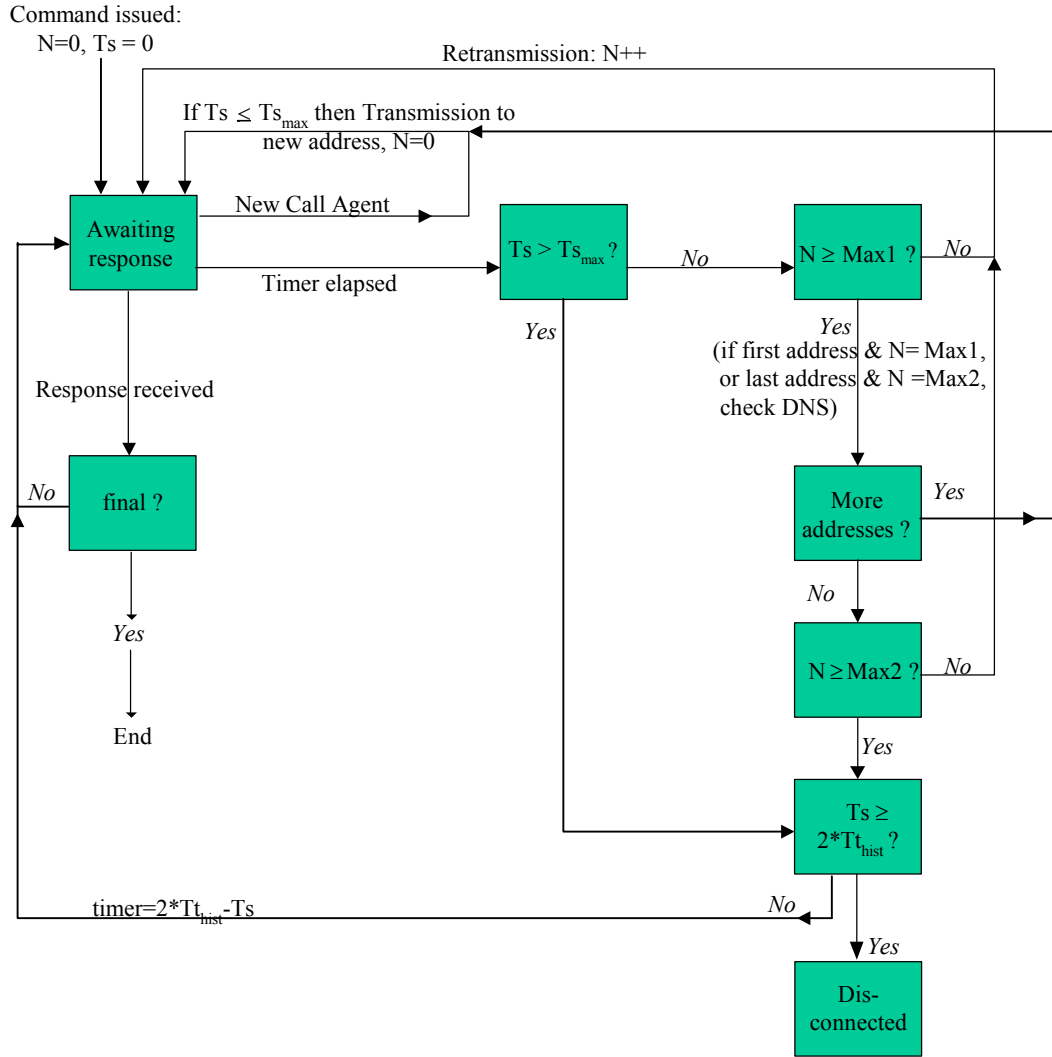 Command issued:
N=0, Ts = 0
Retransmission: N++
If Ts ≤ Tsmax then Transmission to
new address, N=0
New Call Agent
Awaiting
response
Timer elapsed
Ts > Tsmax ?
No
N ≥ Max1 ?
No
Yes
Yes
(if first address & N= Max1,
or last address & N =Max2,
check DNS)
Response received
final ?
No
More
addresses ?
Yes
No
Yes
End
N ≥ Max2 ?
No
Yes
Ts ≥
2*Tthist ?
timer=2*Tthist-Ts
No
Yes
Dis-
connected